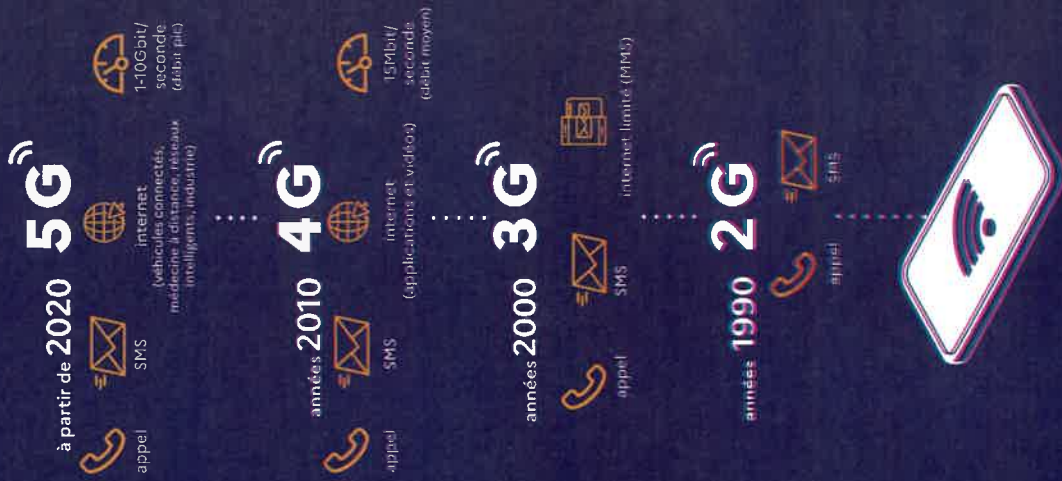 à partir de 2020 5G
appel
SMS
internet
(véhicules connectés,
médecine à distance, réseaux
intelligents, industrie)
1-10Gbit/
seconde
(débit pic)
années 2010 4G
appel
SMS
internet
(applications et vidéos)
15Mbit/
seconde
(débit moyen)
années 2000 3G
appel
SMS
internet limité (MMS)
années 1990 2G
appel
SMS